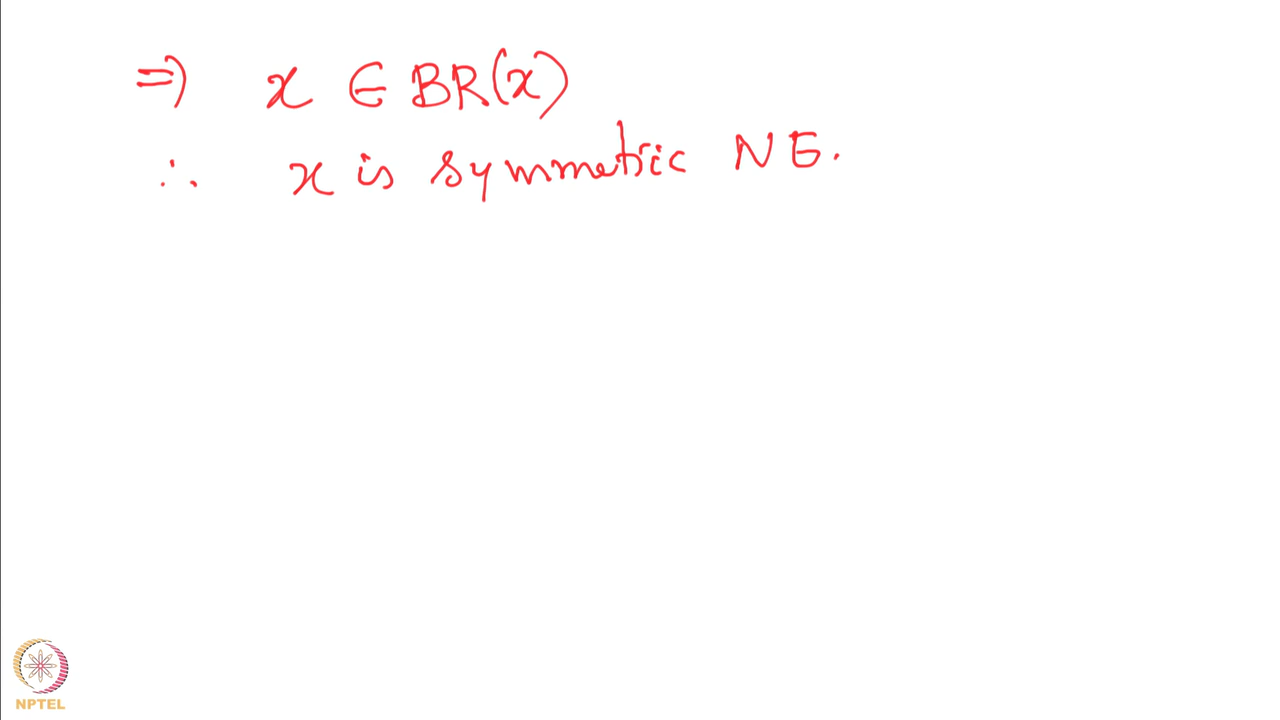 ⇒ x ∈ BR(x)
∴ x is symmetric NE.
NPTEL